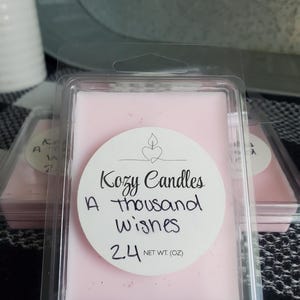 Kozy Candles
A Thousand
Wishes
2.4 NET WT. (OZ)